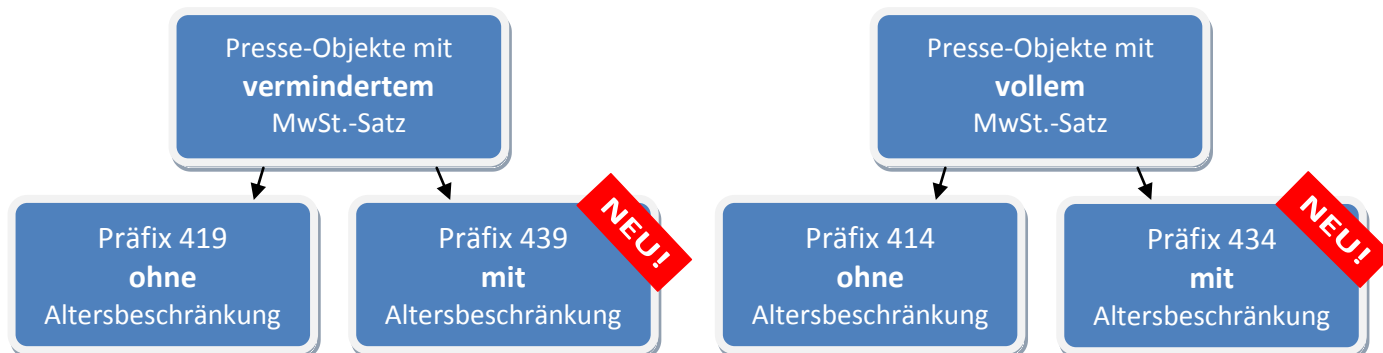 Presse-Objekte mit
vermindertem
MwSt.-Satz
Presse-Objekte mit
vollem
MwSt.-Satz
Präfix 419
ohne
Altersbeschränkung
Präfix 439
mit
Altersbeschränkung
NEU!
Präfix 414
ohne
Altersbeschränkung
Präfix 434
mit
Altersbeschränkung
NEU!